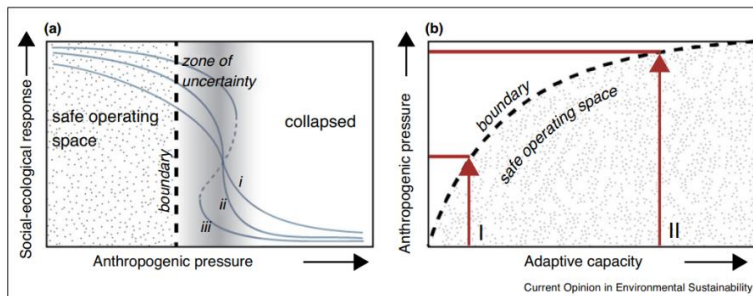 (a)
zone of
uncertainty
safe operating
space
collapsed
boundary
i
ii
iii
Social-ecological response
Anthropogenic pressure
(b)
boundary
safe operating space
I
II
Anthropogenic pressure
Adaptive capacity
Current Opinion in Environmental Sustainability